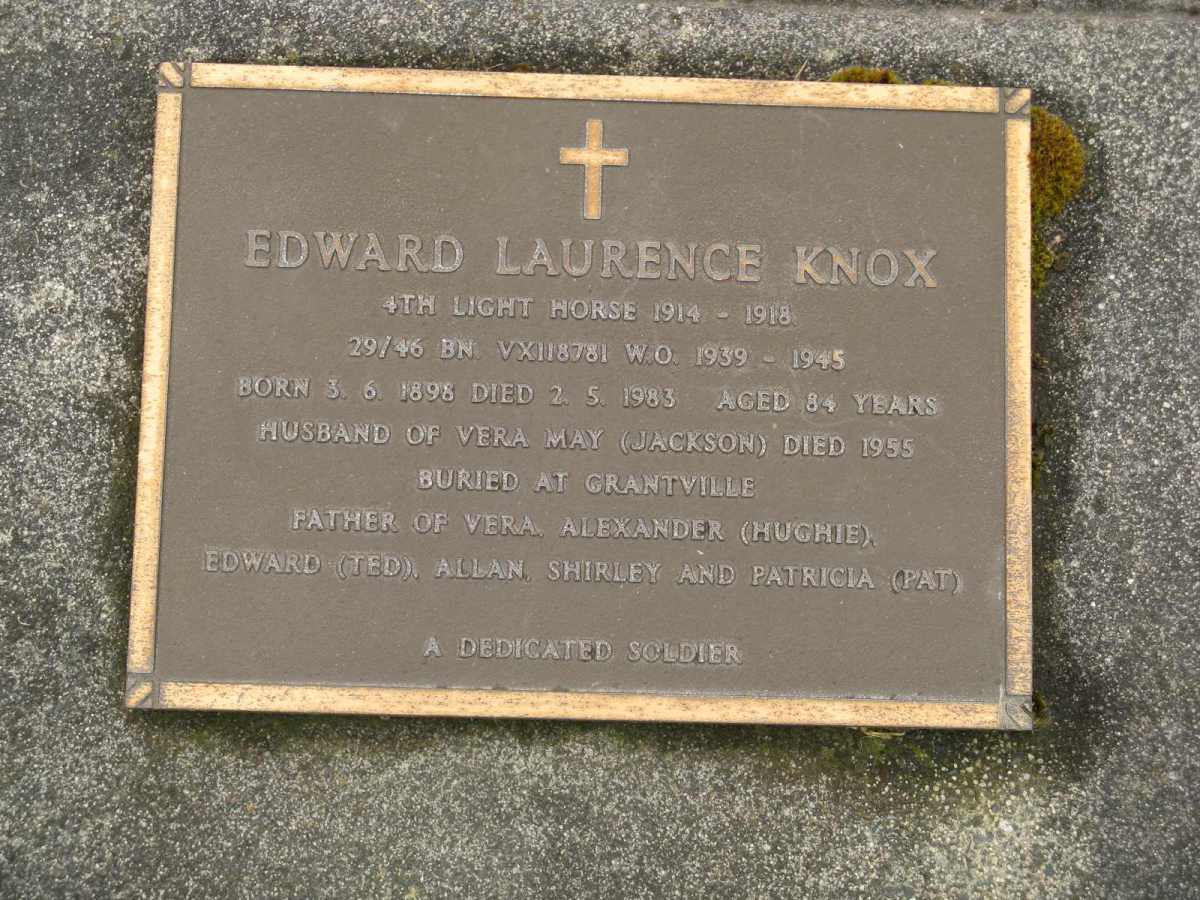 EDWARD LAURENCE KNOX
4TH LIGHT HORSE 1914 - 1918
29/46 BN. VX118781 W.O. 1939 - 1945
BORN 3. 6. 1898 DIED 2. 5. 1983 AGED 84 YEARS
HUSBAND OF VERA MAY (JACKSON) DIED 1955
BURIED AT GRANTVILLE
FATHER OF VERA, ALEXANDER (HUGHIE),
EDWARD (TED), ALLAN, SHIRLEY AND PATRICIA (PAT)
A DEDICATED SOLDIER